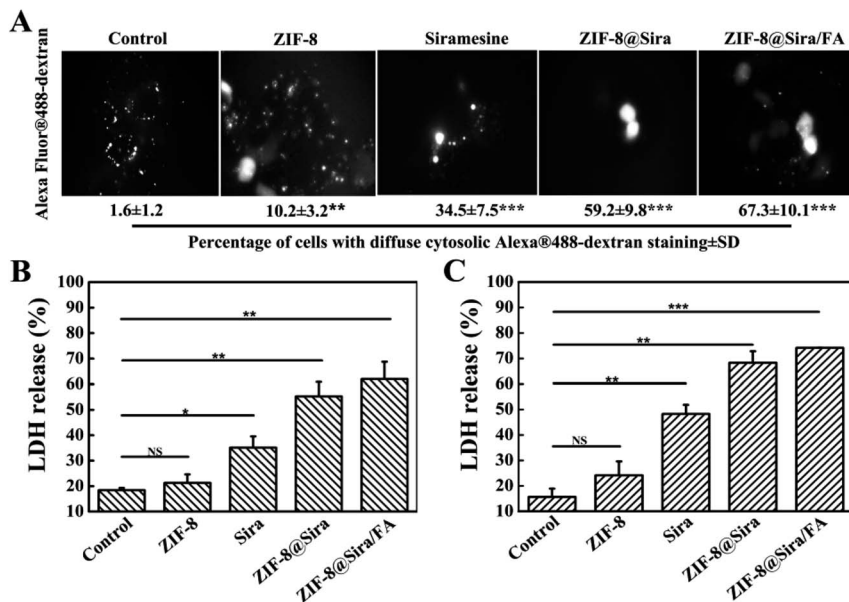 A
Control ZIF-8 Siramesine ZIF-8@Sira ZIF-8@Sira/FA
Alexa Fluor®488-dextran
1.6±1.2 10.2±3.2** 34.5±7.5*** 59.2±9.8*** 67.3±10.1***
Percentage of cells with diffuse cytosolic Alexa®488-dextran staining±SD
B
LDH release (%)
100
90
80
70
60
50
40
30
20
10
**
**
*
NS
Control ZIF-8 Sira ZIF-8@Sira ZIF-8@Sira/FA
C
LDH release (%)
100
90
80
70
60
50
40
30
20
10
***
**
**
NS
Control ZIF-8 Sira ZIF-8@Sira ZIF-8@Sira/FA